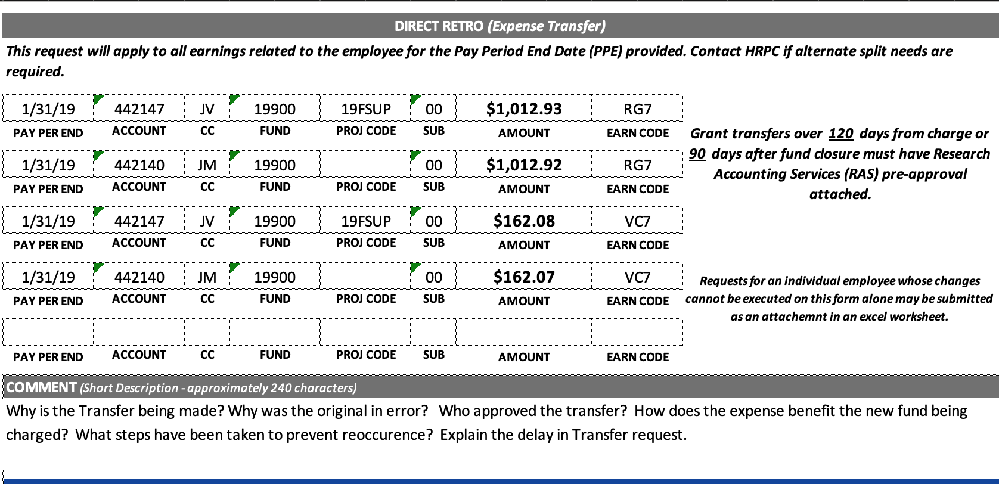 DIRECT RETRO (Expense Transfer)
This request will apply to all earnings related to the employee for the Pay Period End Date (PPE) provided. Contact HRPC if alternate split needs are
required.
1/31/19 442147 JV 19900 19FSUP 00 $1,012.93 RG7
PAY PER END ACCOUNT CC FUND PROJ CODE SUB AMOUNT EARN CODE
1/31/19 442140 JM 19900 00 $1,012.92 RG7
PAY PER END ACCOUNT CC FUND PROJ CODE SUB AMOUNT EARN CODE
1/31/19 442147 JV 19900 19FSUP 00 $162.08 VC7
PAY PER END ACCOUNT CC FUND PROJ CODE SUB AMOUNT EARN CODE
1/31/19 442140 JM 19900 00 $162.07 VC7
PAY PER END ACCOUNT CC FUND PROJ CODE SUB AMOUNT EARN CODE
PAY PER END ACCOUNT CC FUND PROJ CODE SUB AMOUNT EARN CODE
Grant transfers over 120 days from charge or
90 days after fund closure must have Research
Accounting Services (RAS) pre-approval
attached.
Requests for an individual employee whose changes
cannot be executed on this form alone may be submitted
as an attachemnt in an excel worksheet.
COMMENT (Short Description - approximately 240 characters)
Why is the Transfer being made? Why was the original in error? Who approved the transfer? How does the expense benefit the new fund being
charged? What steps have been taken to prevent reoccurence? Explain the delay in Transfer request.